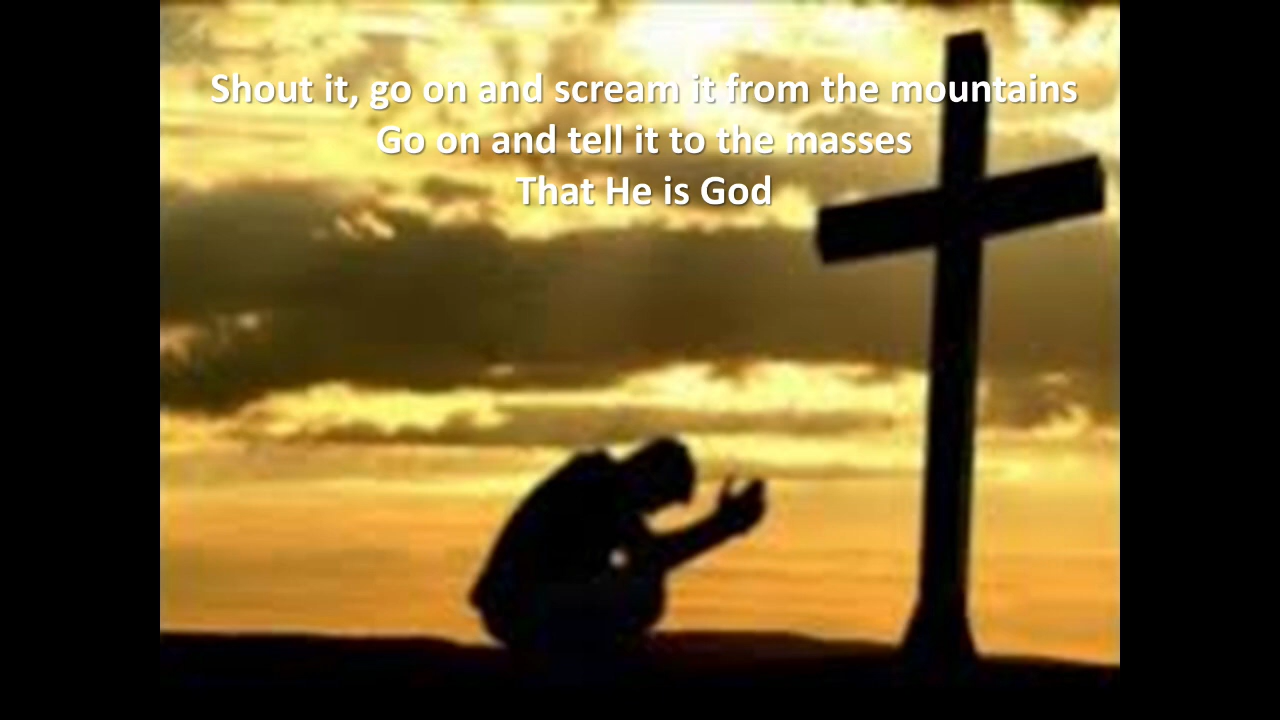 Shout it, go on and scream it from the mountains
Go on and tell it to the masses
That He is God